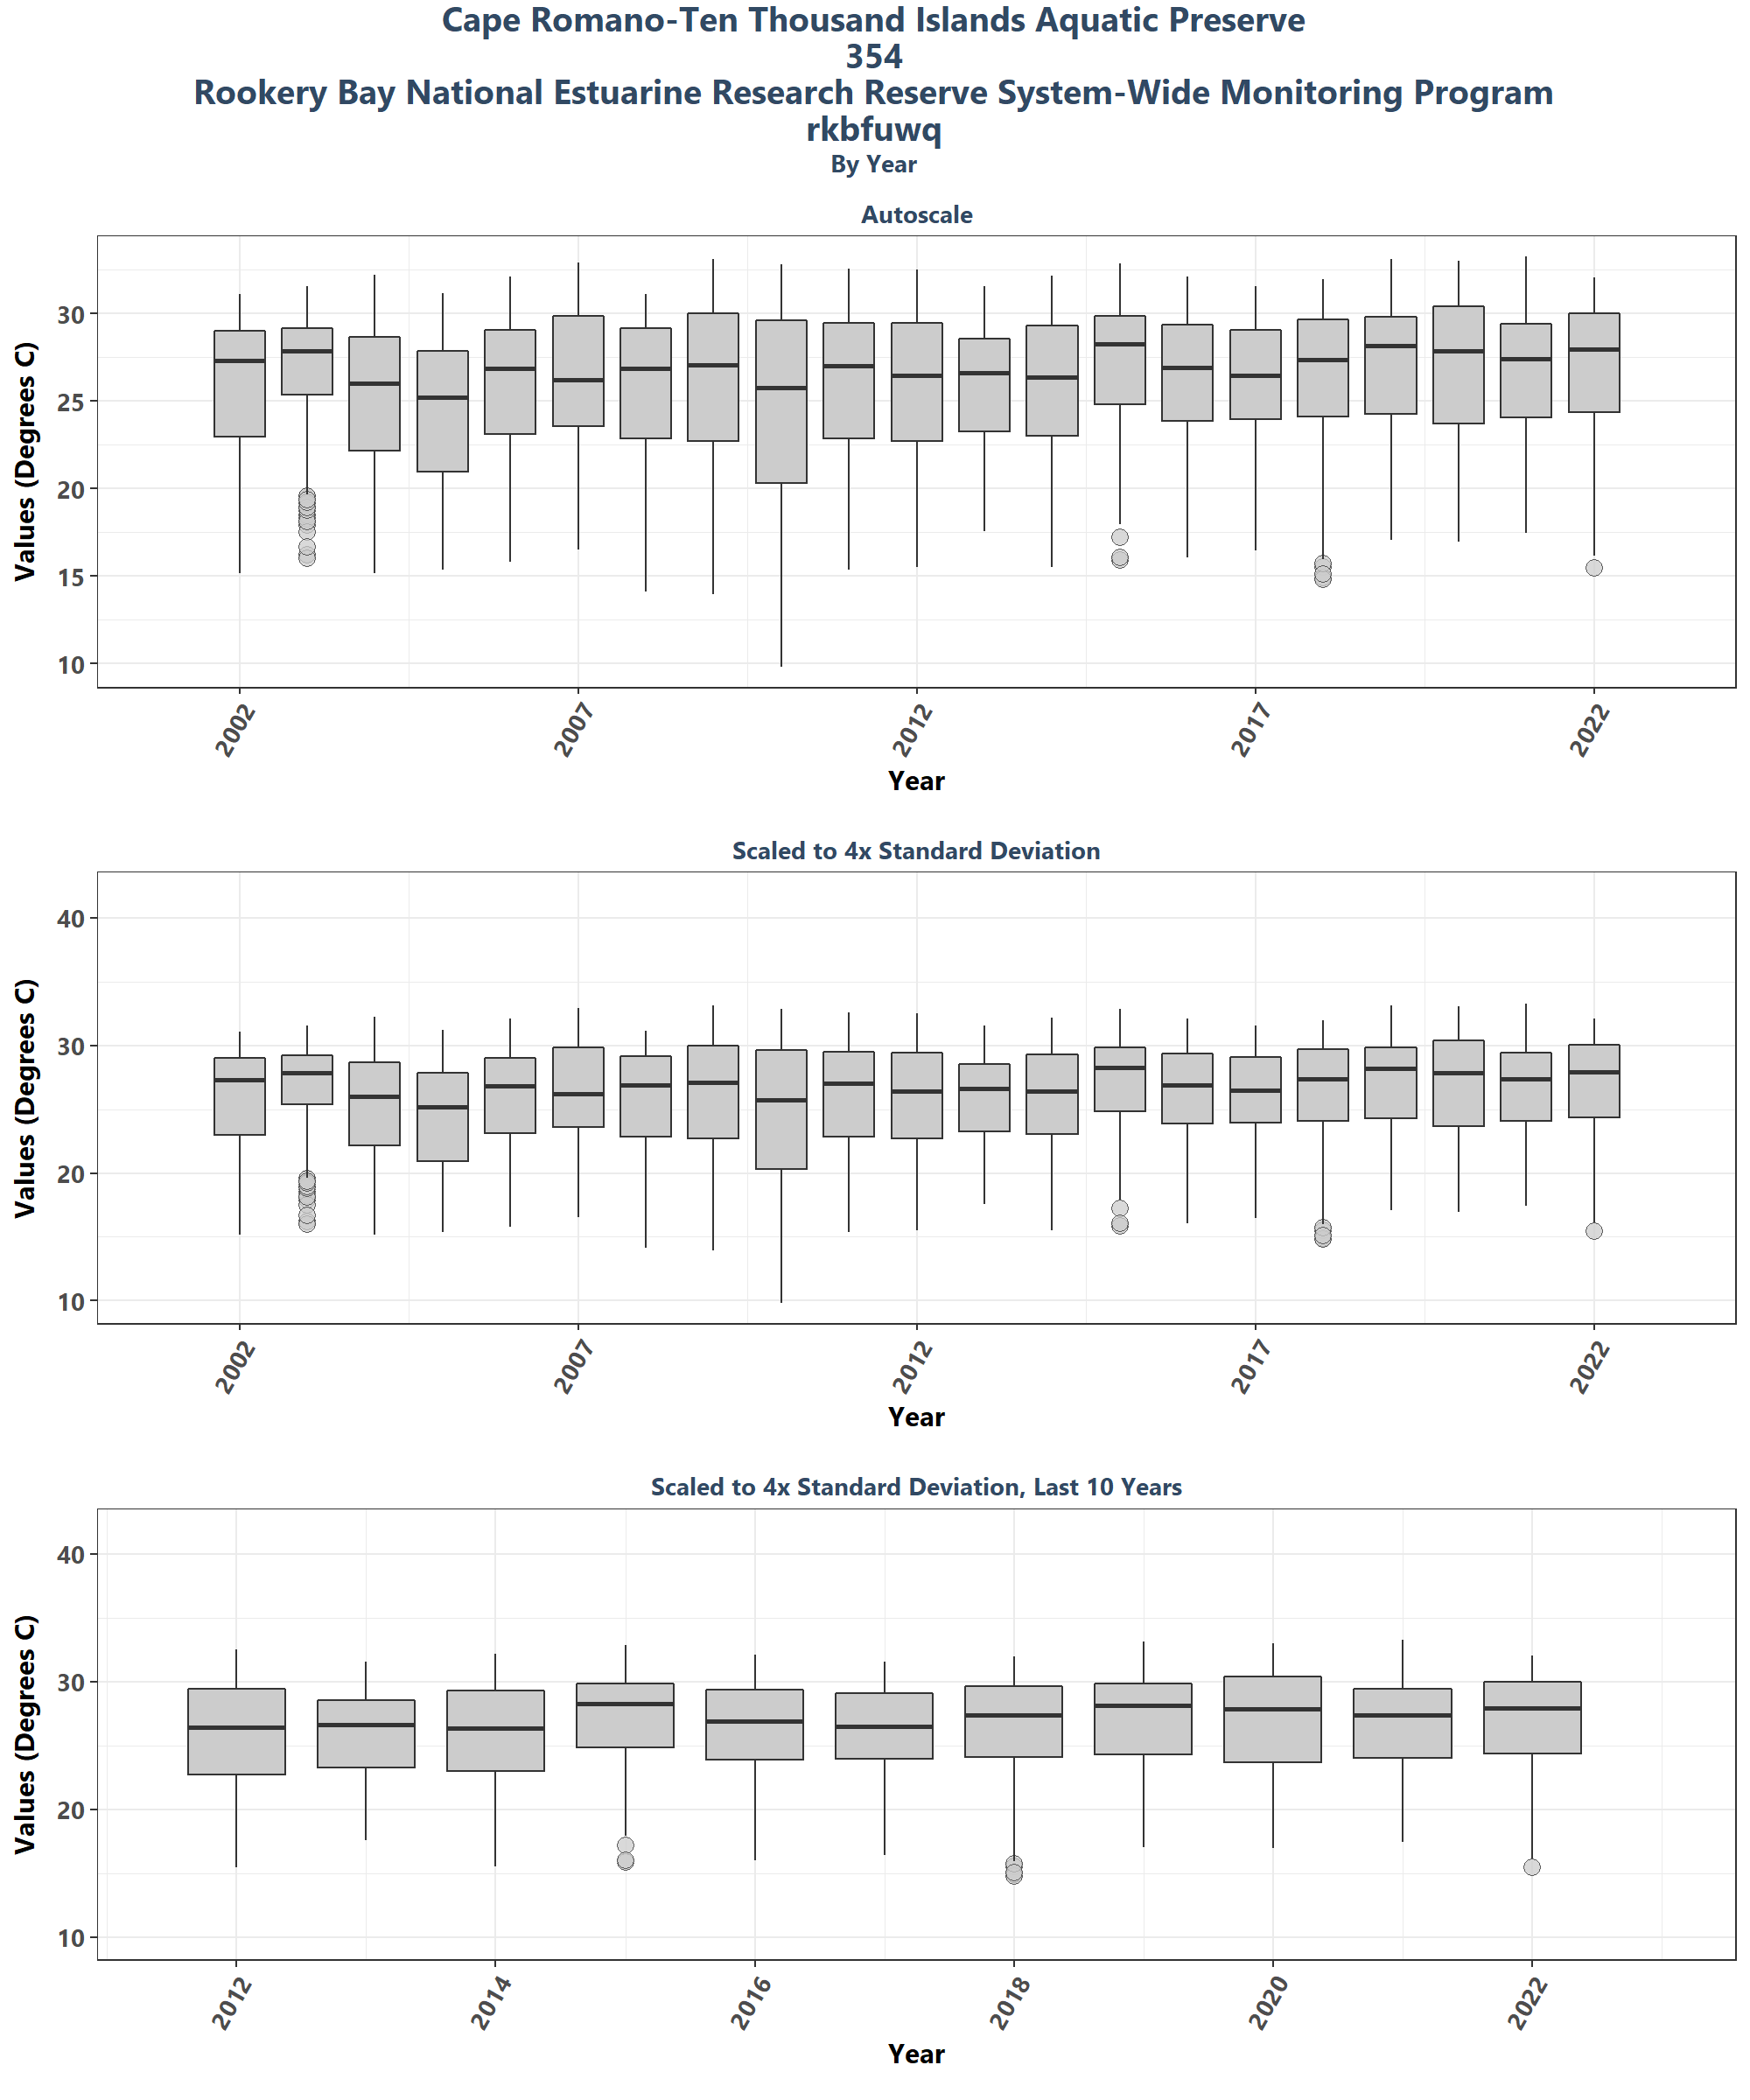 Cape Romano-Ten Thousand Islands Aquatic Preserve
354
Rookery Bay National Estuarine Research Reserve System-Wide Monitoring Program
rkbfuwq
By Year
Autoscale
Values (Degrees C)
30
25
20
15
10
2002 2007 2012 2017 2022
Year
Scaled to 4x Standard Deviation
Values (Degrees C)
40
30
20
10
2002 2007 2012 2017 2022
Year
Scaled to 4x Standard Deviation, Last 10 Years
Values (Degrees C)
40
30
20
10
2012 2014 2016 2018 2020 2022
Year